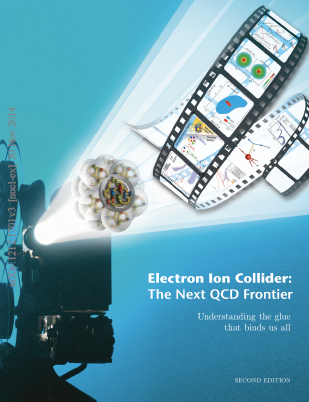 Electron Ion Collider:
The Next QCD Frontier
Understanding the glue
that binds us all
SECOND EDITION